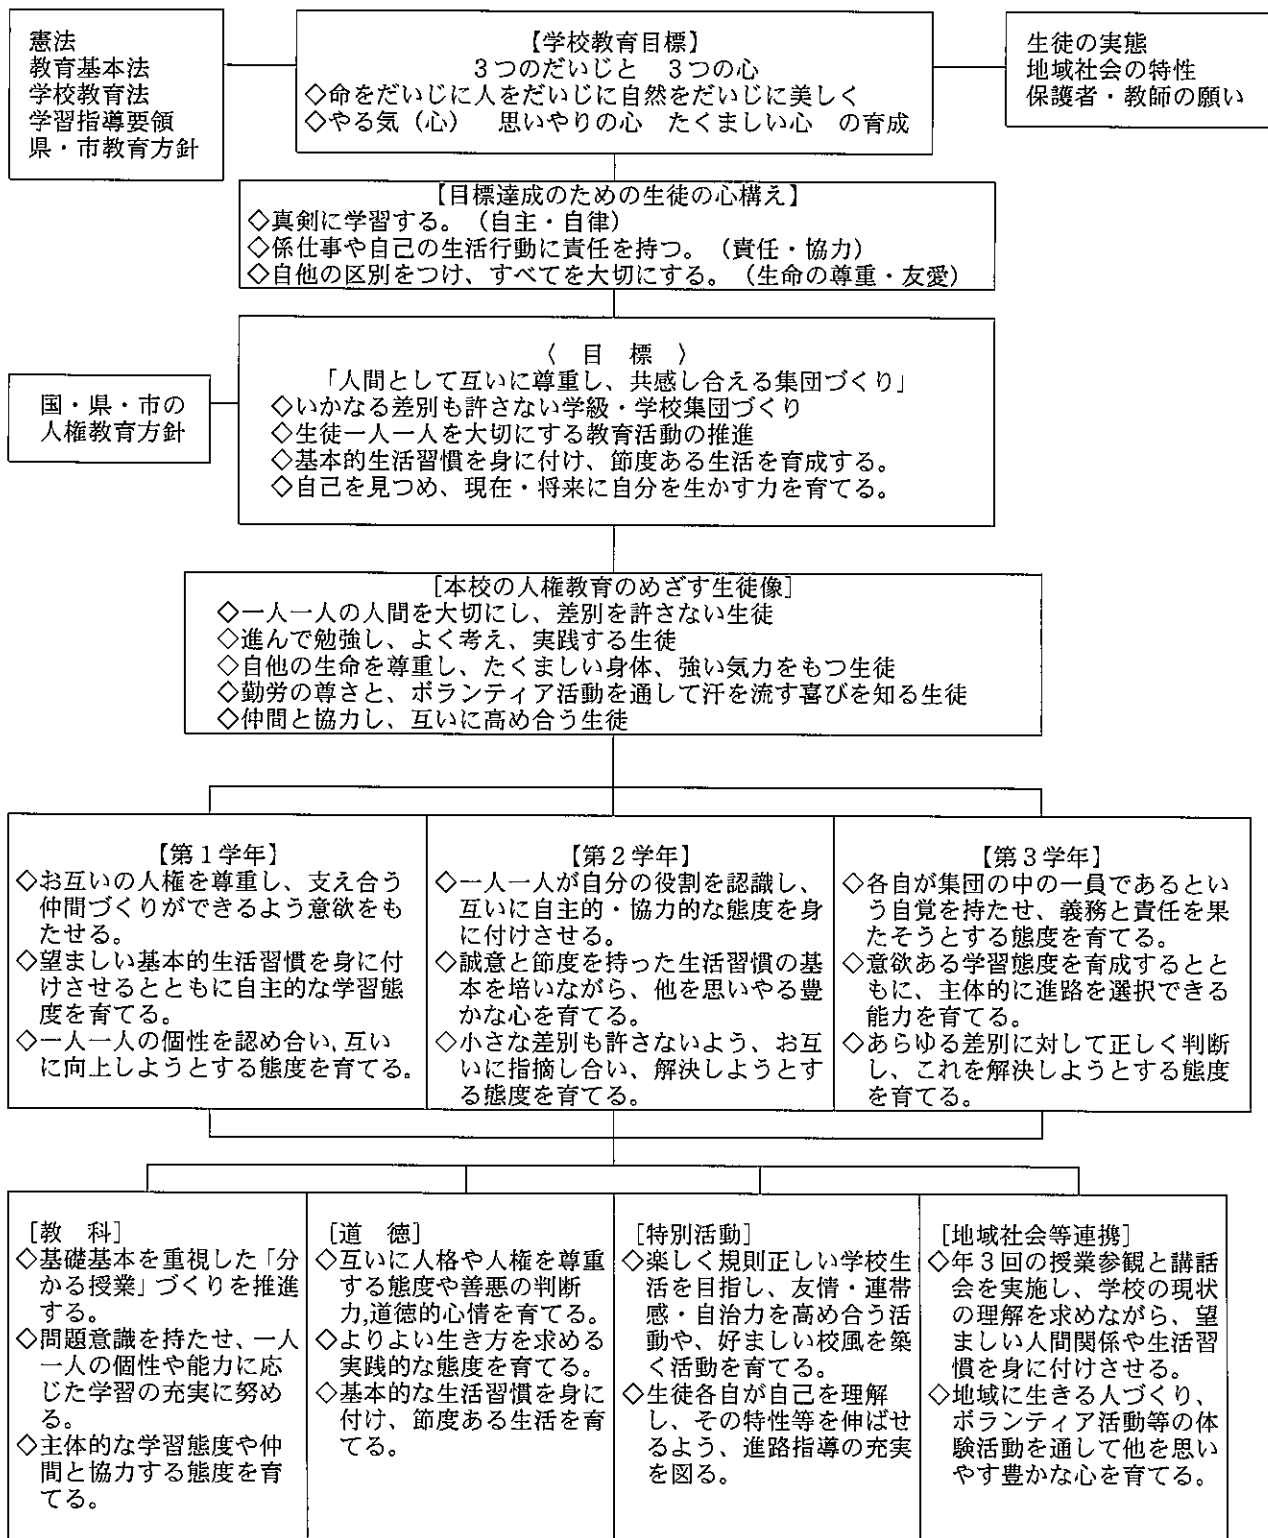 憲法
教育基本法
学校教育法
学習指導要領
県・市教育方針
【学校教育目標】
３つのだいじと　３つの心
◇命をだいじに人をだいじに自然をだいじに美しく
◇やる気（心）　思いやりの心　たくましい心　の育成
生徒の実態
地域社会の特性
保護者・教師の願い
【目標達成のための生徒の心構え】
◇真剣に学習する。（自主・自律）
◇係仕事や自己の生活行動に責任を持つ。（責任・協力）
◇自他の区別をつけ、すべてを大切にする。（生命の尊重・友愛）
国・県・市の
人権教育方針
〈　目　標　〉
「人間として互いに尊重し、共感し合える集団づくり」
◇いかなる差別も許さない学級・学校集団づくり
◇生徒一人一人を大切にする教育活動の推進
◇基本的生活習慣を身に付け、節度ある生活を育成する。
◇自己を見つめ、現在・将来に自分を生かす力を育てる。
［本校の人権教育のめざす生徒像］
◇一人一人の人間を大切にし、差別を許さない生徒
◇進んで勉強し、よく考え、実践する生徒
◇自他の生命を尊重し、たくましい身体、強い気力をもつ生徒
◇勤労の尊さと、ボランティア活動を通して汗を流す喜びを知る生徒
◇仲間と協力し、互いに高め合う生徒
【第１学年】
◇お互いの人権を尊重し、支え合う
仲間づくりができるよう意欲をも
たせる。
◇望ましい基本的生活習慣を身に付
けさせるとともに自主的な学習態
度を育てる。
◇一人一人の個性を認め合い,互い
に向上しようとする態度を育てる。
【第２学年】
◇一人一人が自分の役割を認識し、
互いに自主的・協力的な態度を身
に付けさせる。
◇誠意と節度を持った生活習慣の基
本を培いながら、他を思いやる豊
かな心を育てる。
◇小さな差別も許さないよう、お互
いに指摘し合い、解決しようとす
る態度を育てる。
【第３学年】
◇各自が集団の中の一員であるとい
う自覚を持たせ、義務と責任を果
たそうとする態度を育てる。
◇意欲ある学習態度を育成するとと
もに、主体的に進路を選択できる
能力を育てる。
◇あらゆる差別に対して正しく判断
し、これを解決しようとする態度
を育てる。
［教　科］
◇基礎基本を重視した「分
かる授業」づくりを推進
する。
◇問題意識を持たせ、一人
一人の個性や能力に応
じた学習の充実に努め
る。
◇主体的な学習態度や仲
間と協力する態度を育
てる。
［道　徳］
◇互いに人格や人権を尊重
する態度や善悪の判断
力,道徳的心情を育てる。
◇よりよい生き方を求める
実践的な態度を育てる。
◇基本的な生活習慣を身に
付け、節度ある生活を育
てる。
［特別活動］
◇楽しく規則正しい学校生
活を目指し、友情・連帯
感・自治力を高め合う活
動や、好ましい校風を築
く活動を育てる。
◇生徒各自が自己を理解
し、その特性等を伸ばせ
るよう、進路指導の充実
を図る。
［地域社会等連携］
◇年３回の授業参観と講話
会を実施し、学校の現状
の理解を求めながら、望
ましい人間関係や生活習
慣を身に付けさせる。
◇地域に生きる人づくり、
ボランティア活動等の体
験活動を通して他を思い
やす豊かな心を育てる。